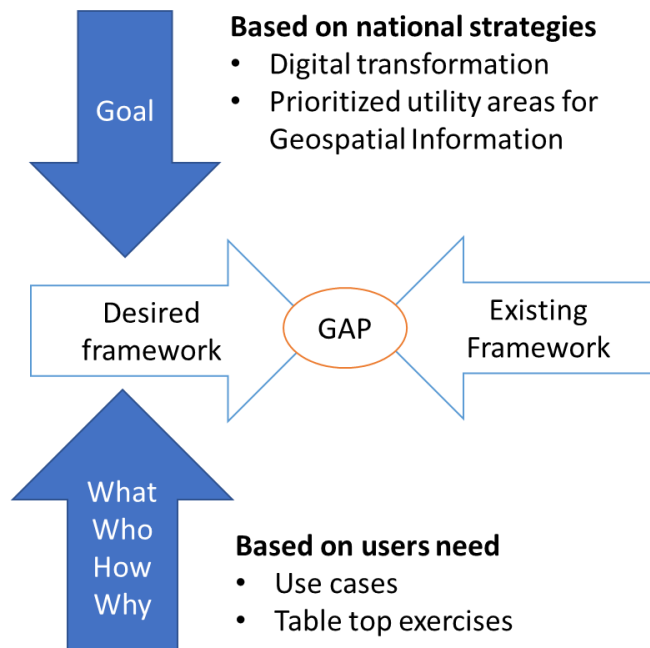 Goal
Based on national strategies
• Digital transformation
• Prioritized utility areas for
Geospatial Information
Desired
framework
GAP
Existing
Framework
What
Who
How
Why
Based on users need
• Use cases
• Table top exercises